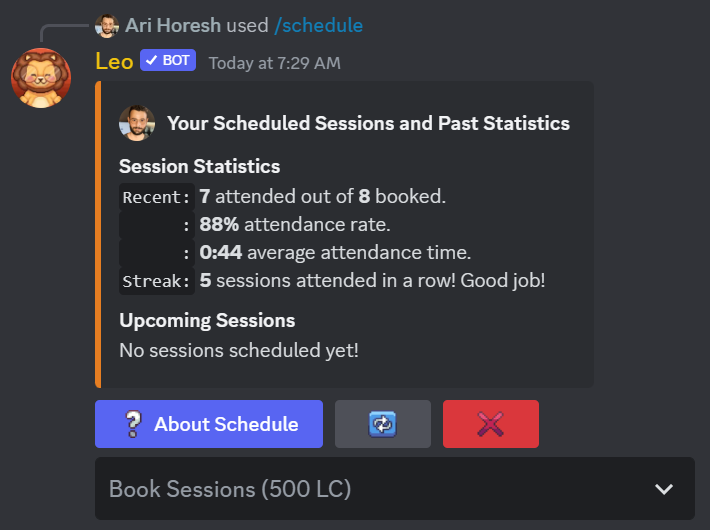 Ari Horesh used /schedule
Leo ✓ BOT Today at 7:29 AM
Your Scheduled Sessions and Past Statistics
Session Statistics
Recent: 7 attended out of 8 booked.
: 88% attendance rate.
: 0:44 average attendance time.
Streak: 5 sessions attended in a row! Good job!
Upcoming Sessions
No sessions scheduled yet!
? About Schedule
Book Sessions (500 LC)